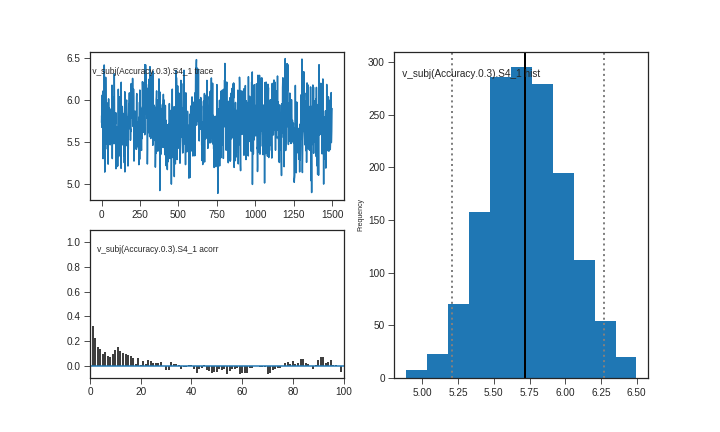 v_subj(Accuracy.0.3).S4_1 trace
6.5
6.0
5.5
5.0
0 250 500 750 1000 1250 1500
v_subj(Accuracy.0.3).S4_1 acorr
1.0
0.8
0.6
0.4
0.2
0.0
0 20 40 60 80 100
v_subj(Accuracy.0.3).S4_1 hist
Frequency
300
250
200
150
100
50
0
5.00 5.25 5.50 5.75 6.00 6.25 6.50